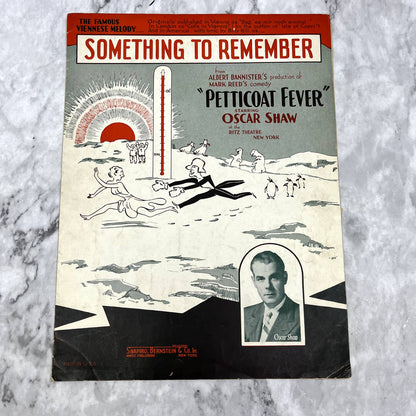 THE FAMOUS
VIENNESE MELODY
SOMETHING TO REMEMBER
From
ALBERT BANNISTER'S production of
MARK REED'S comedy
"PETTICOAT FEVER"
STARRING
OSCAR SHAW
at the
RITZ THEATRE
NEW YORK
Oscar Shaw
SHAPIRO, BERNSTEIN & CO. Inc.
NEW YORK